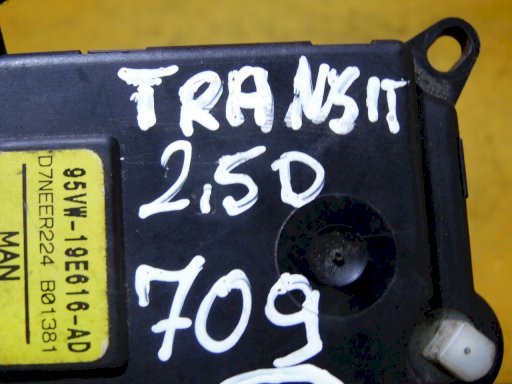 TRANSIT
2.5D
709
95VW-19E616-AD
D7NEER224 B01381
MAN